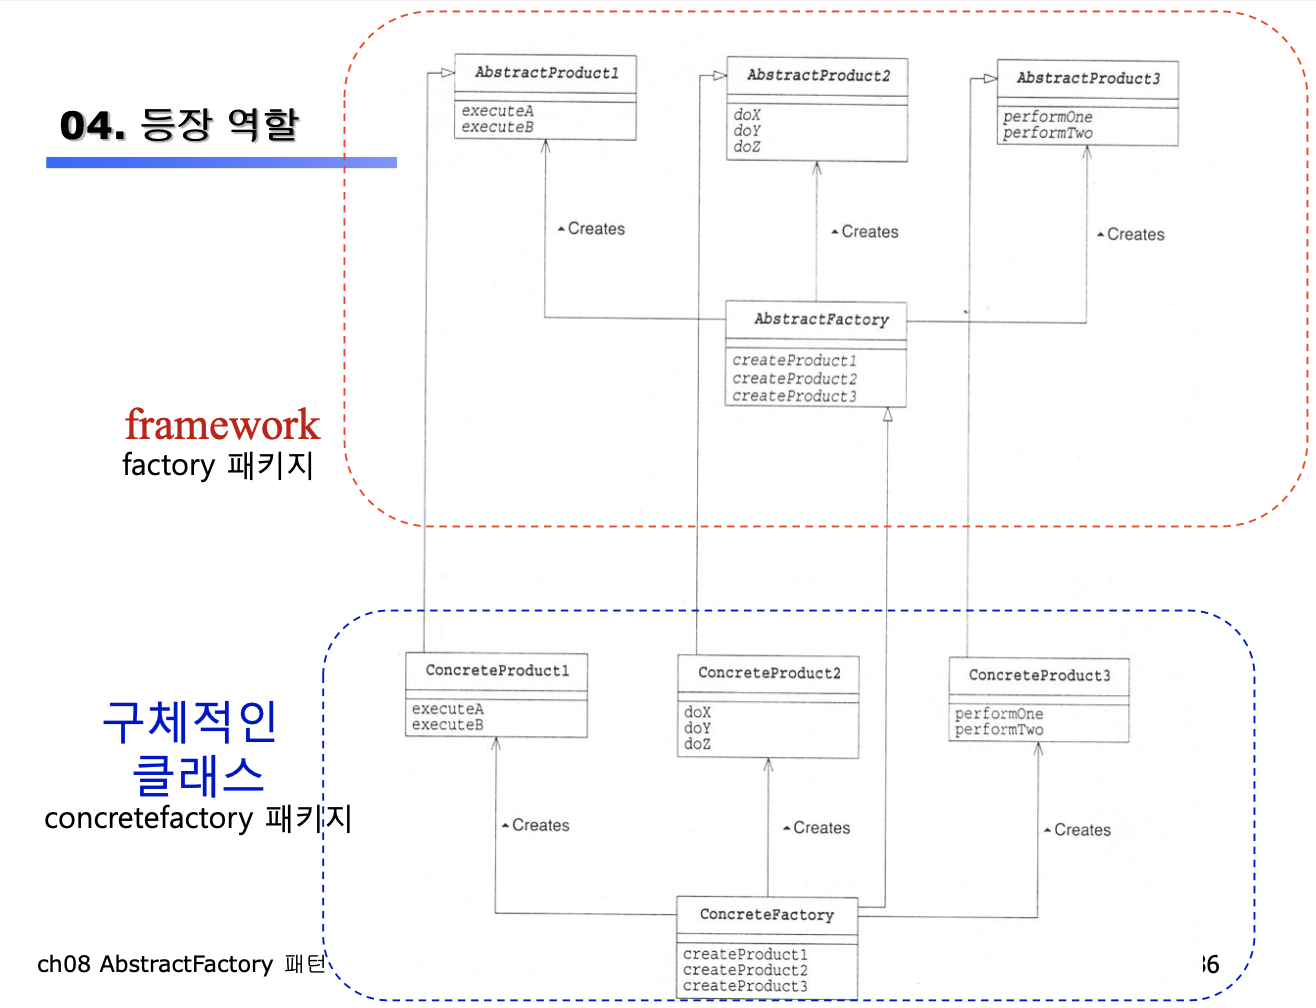 04. 등장 역할
AbstractProduct1
executeA
executeB
AbstractProduct2
doX
doY
doZ
AbstractProduct3
performOne
performTwo
Creates
Creates
Creates
AbstractFactory
createProduct1
createProduct2
createProduct3
framework
factory 패키지
구체적인
클래스
concretefactory 패키지
ConcreteProduct1
executeA
executeB
ConcreteProduct2
doX
doY
doZ
ConcreteProduct3
performOne
performTwo
Creates
Creates
Creates
ConcreteFactory
createProduct1
createProduct2
createProduct3
ch08 AbstractFactory 패턴